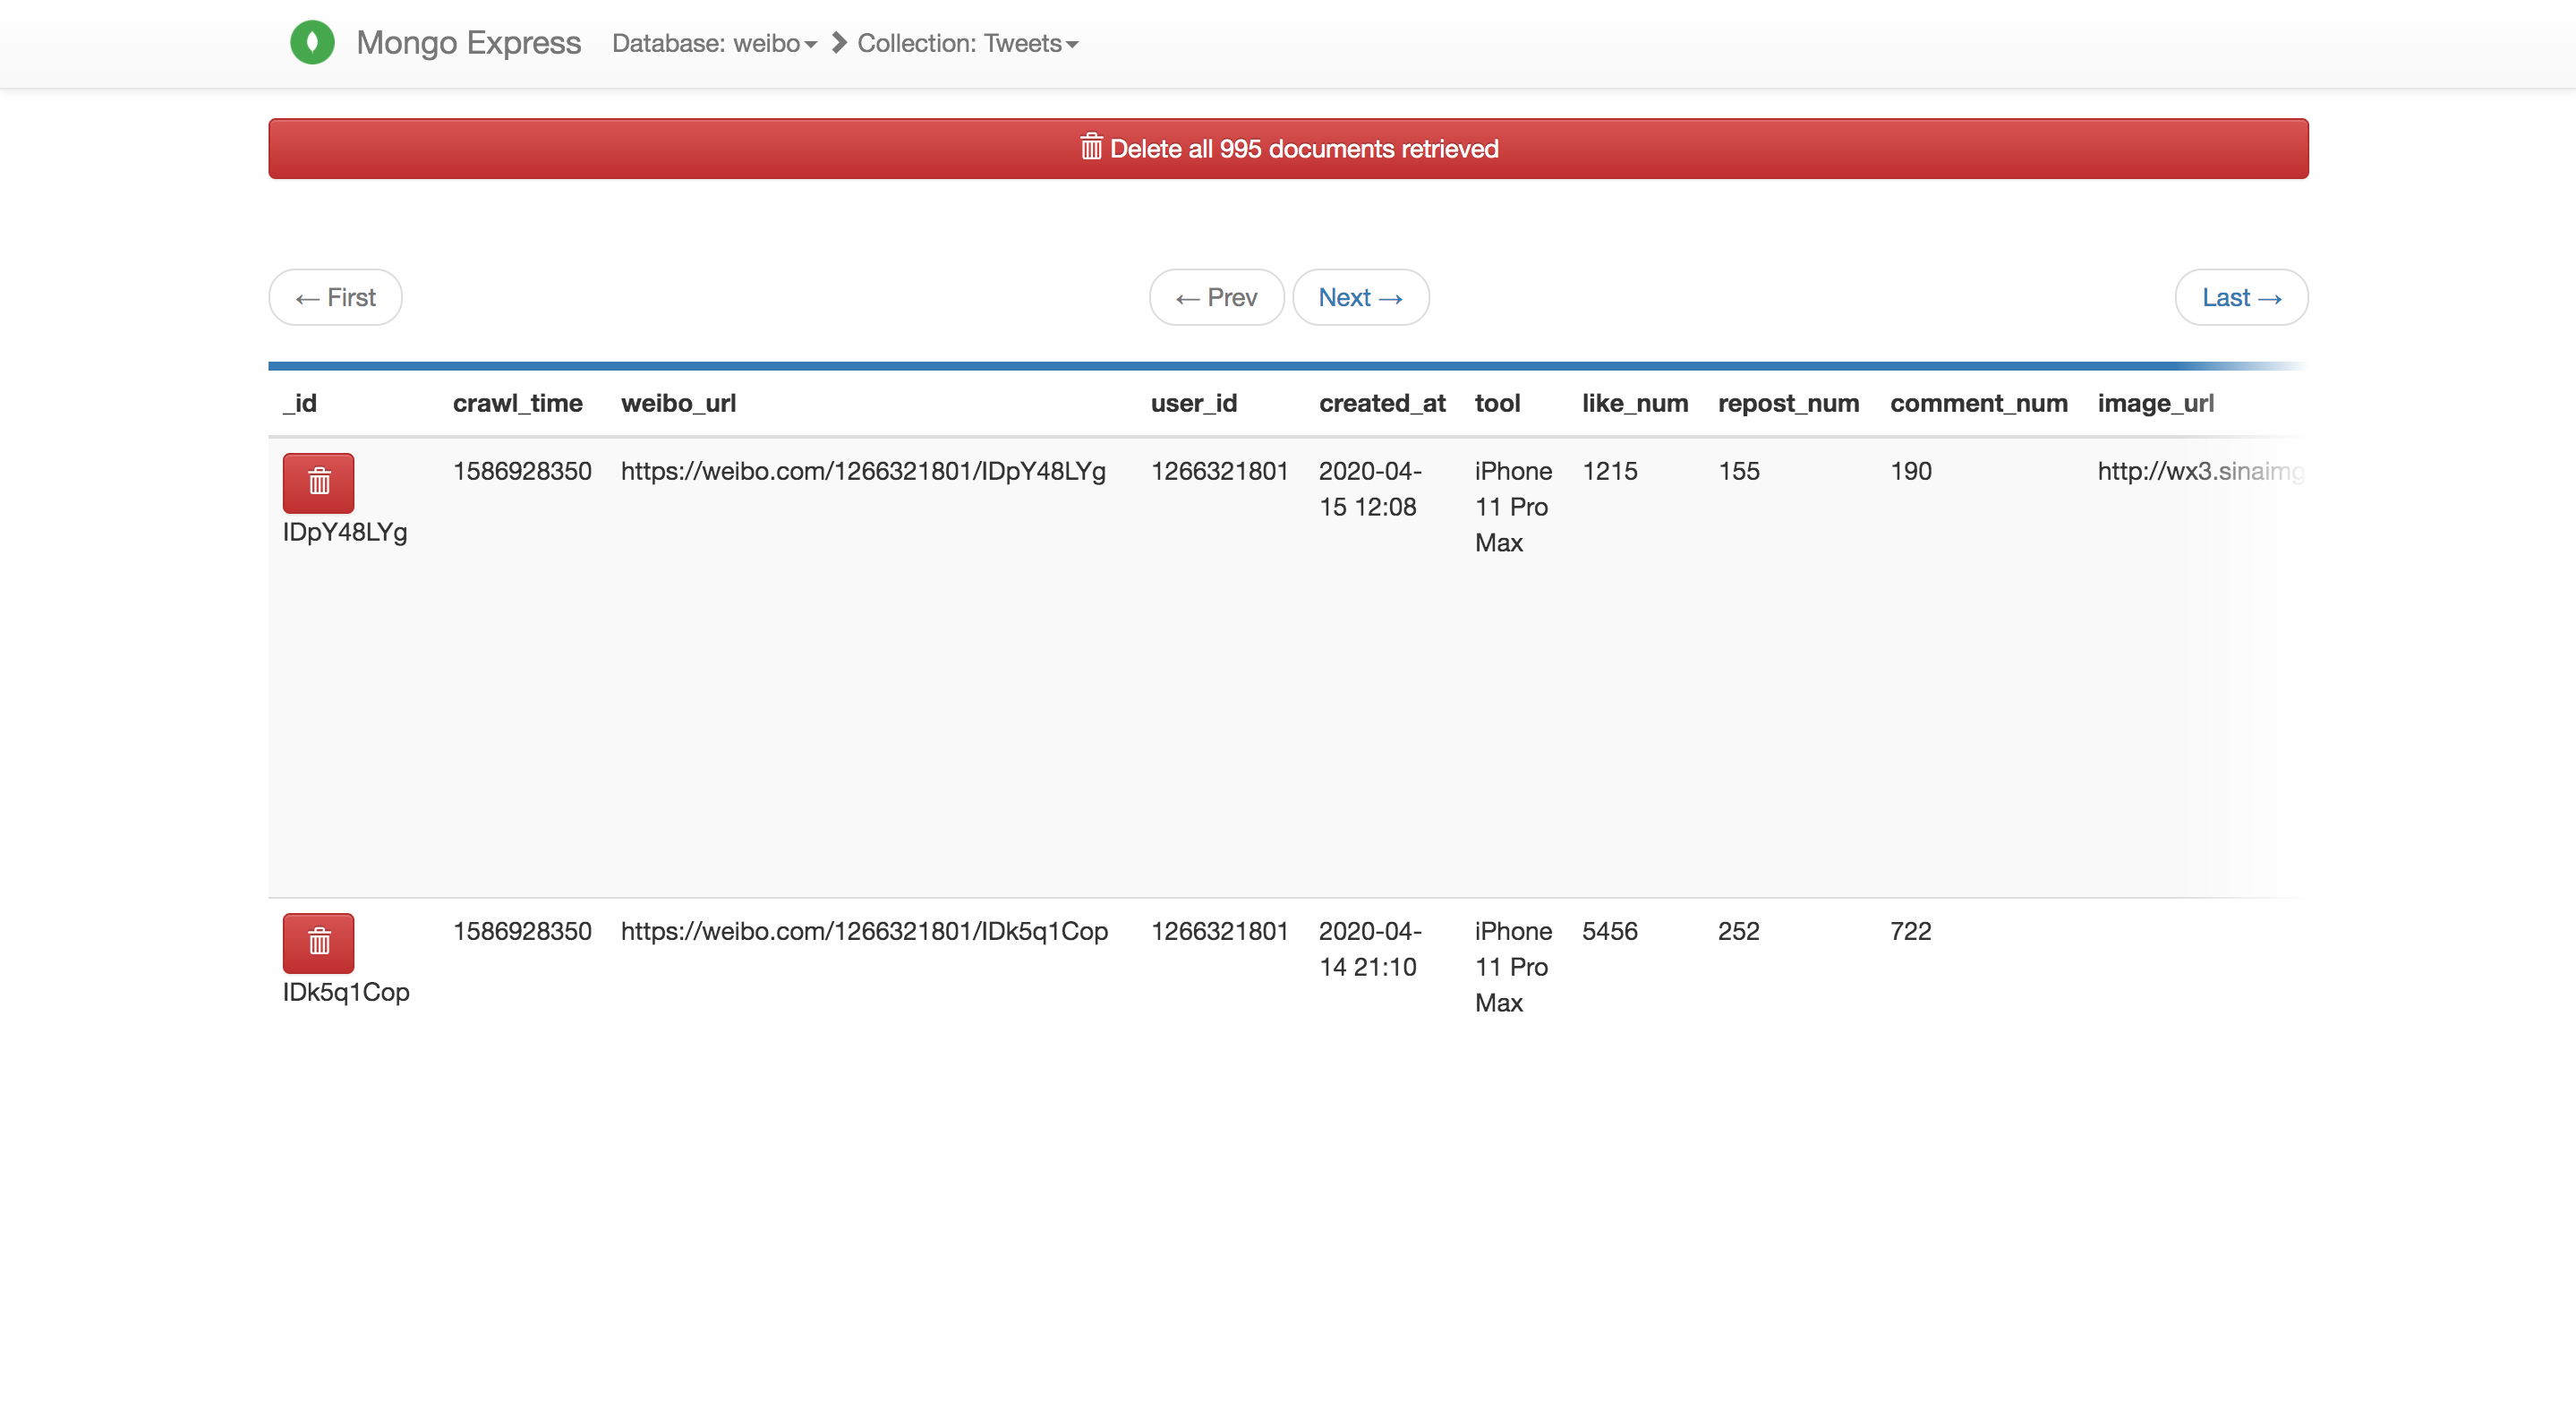 Mongo Express Database: weibo Collection: Tweets
Delete all 995 documents retrieved
← First ← Prev Next → Last →
_id crawl_time weibo_url user_id created_at tool like_num repost_num comment_num image_url
1586928350 https://weibo.com/1266321801/IDpY48LYg 1266321801 2020-04- iPhone 1215 155 190 http://wx3.sinaimg
15 12:08 11 Pro
IDpY48LYg Max
1586928350 https://weibo.com/1266321801/IDk5q1Cop 1266321801 2020-04- iPhone 5456 252 722
14 21:10 11 Pro
IDk5q1Cop Max